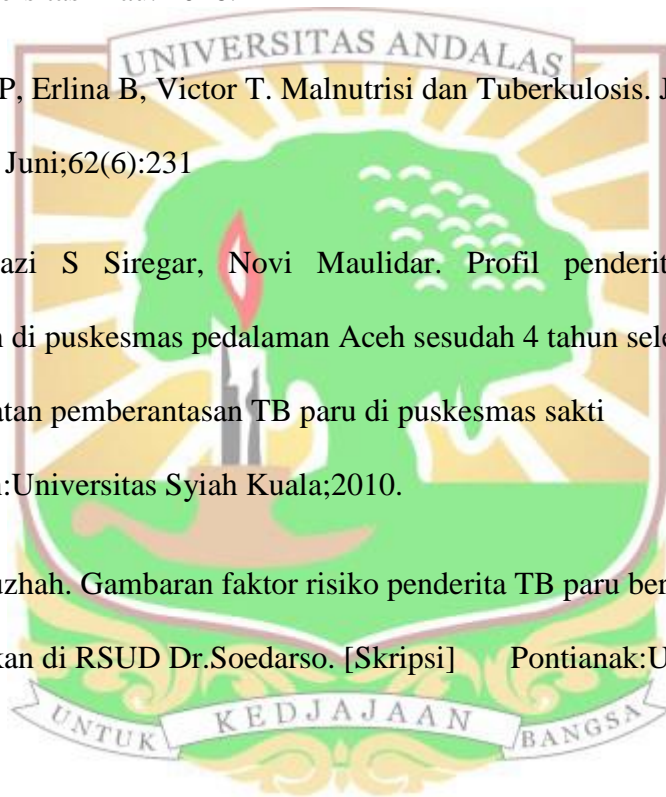 UNIVERSITAS ANDALAS
P, Erlina B, Victor T. Malnutrisi dan Tuberkulosis.
Juni;62(6):231
azi S Siregar, Novi Maulidar. Profil penderit
di puskesmas pedalaman Aceh sesudah 4 tahun sele
atan pemberantasan TB paru di puskesmas sakti
:Universitas Syiah Kuala;2010.
uzhah. Gambaran faktor risiko penderita TB paru ber
kan di RSUD Dr.Soedarso. [Skripsi] Pontianak:U
UNTUK KEDJAJAAN BANGSA